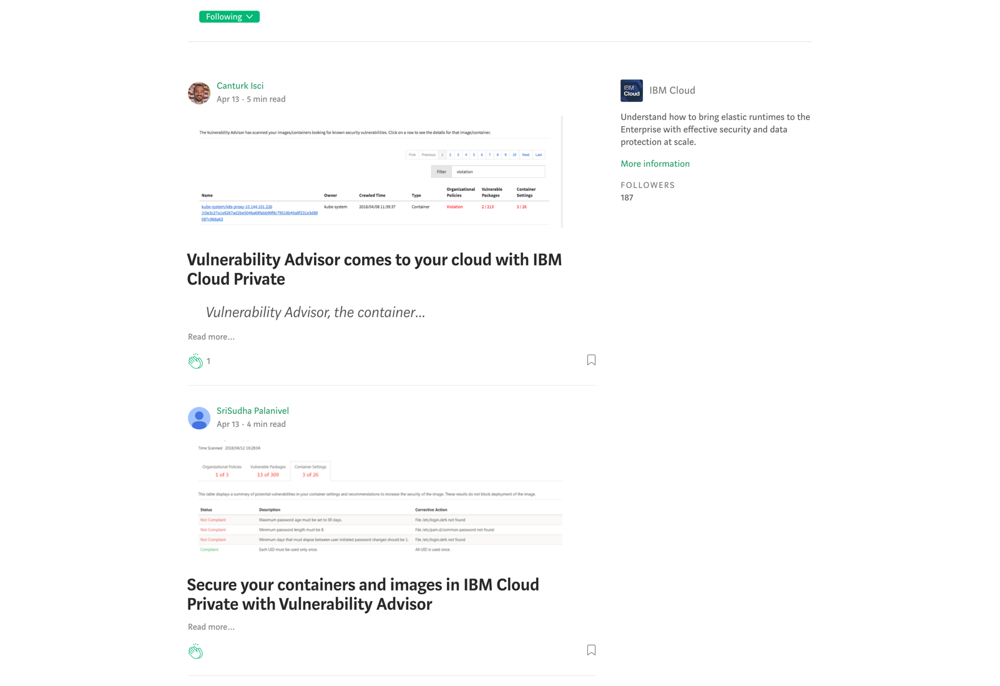 Following
Canturk Isci
Apr 13 · 5 min read
The Vulnerability Advisor has scanned your images/containers looking for known security vulnerabilities. Click on a row to see the details for that image/container.
First Previous 1 2 3 4 5 6 7 8 9 10 Next Last
Filter violation
Name Owner Crawled Time Type Organizational Policies Vulnerable Packages Container Settings
kube-system/k8s-proxy-10.144.101.226 kube-system 2018/04/08 11:39:37 Container Violation 2 / 213 3 / 26
/c0e3c27a1e9267ad2be5046a69fabb99f8c79518b40a9f231e3d89
087c966a63
Vulnerability Advisor comes to your cloud with IBM
Cloud Private
Vulnerability Advisor, the container…
Read more…
1
SriSudha Palanivel
Apr 13 · 4 min read
Time Scanned 2018/04/12 19:28:04
Organizational Policies Vulnerable Packages Container Settings
1 of 3 13 of 309 3 of 26
This table displays a summary of potential vulnerabilities in your container settings and recommendations to increase the security of the image. These results do not block deployment of the image.
Status Description Corrective Action
Not Compliant Maximum password age must be set to 90 days. File /etc/login.defs not found
Not Compliant Minimum password length must be 8. File /etc/pam.d/common-password not found
Not Compliant Minimum days that must elapse between user-initiated password changes should be 1. File /etc/login.defs not found
Compliant Each UID must be used only once. All UID is used once.
Secure your containers and images in IBM Cloud
Private with Vulnerability Advisor
Read more…
IBM
Cloud
IBM Cloud
Understand how to bring elastic runtimes to the
Enterprise with effective security and data
protection at scale.
More information
FOLLOWERS
187